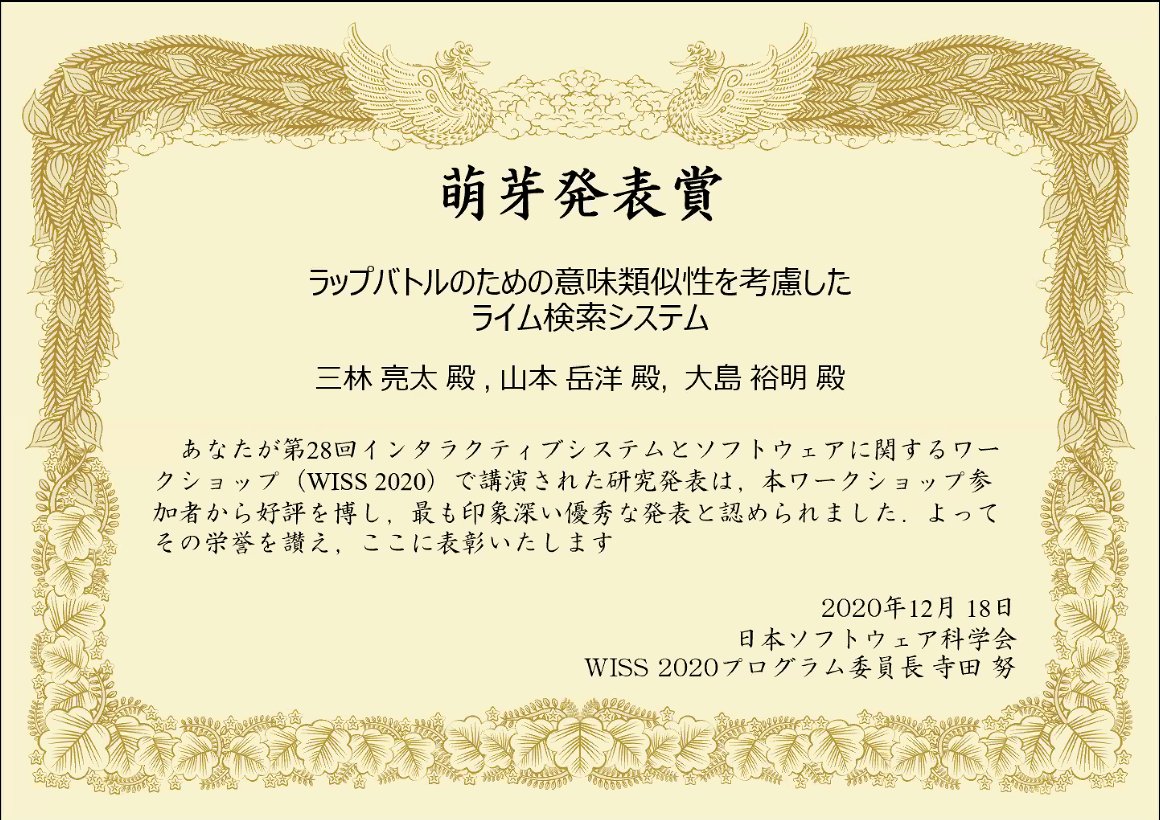 萌芽発表賞
ラップバトルのための意味類似性を考慮した
ライム検索システム
三林 亮太 殿 , 山本 岳洋 殿, 大島 裕明 殿
あなたが第28回インタラクティブシステムとソフトウェアに関するワー
クショップ（WISS 2020）で講演された研究発表は，本ワークショップ参
加者から好評を博し，最も印象深い優秀な発表と認められました．よって
その栄誉を讃え，ここに表彰いたします
2020年12月 18日
日本ソフトウェア科学会
WISS 2020プログラム委員長 寺田 努